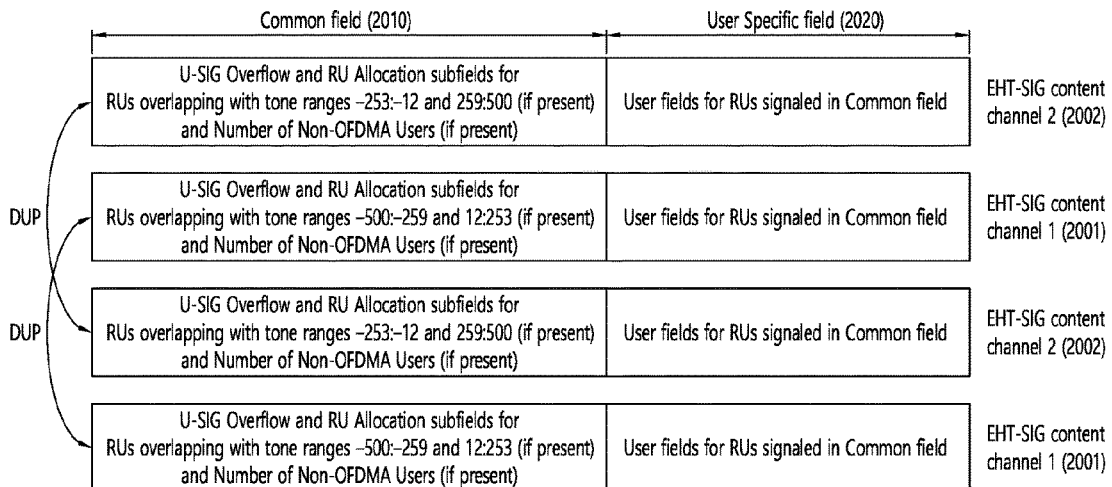 Common field (2010)
User Specific field (2020)
U-SIG Overflow and RU Allocation subfields for
RUs overlapping with tone ranges –253:–12 and 259:500 (if present)
and Number of Non-OFDMA Users (if present)
User fields for RUs signaled in Common field
EHT-SIG content
channel 2 (2002)
DUP
U-SIG Overflow and RU Allocation subfields for
RUs overlapping with tone ranges –500:–259 and 12:253 (if present)
and Number of Non-OFDMA Users (if present)
User fields for RUs signaled in Common field
EHT-SIG content
channel 1 (2001)
DUP
U-SIG Overflow and RU Allocation subfields for
RUs overlapping with tone ranges –253:–12 and 259:500 (if present)
and Number of Non-OFDMA Users (if present)
User fields for RUs signaled in Common field
EHT-SIG content
channel 2 (2002)
U-SIG Overflow and RU Allocation subfields for
RUs overlapping with tone ranges –500:–259 and 12:253 (if present)
and Number of Non-OFDMA Users (if present)
User fields for RUs signaled in Common field
EHT-SIG content
channel 1 (2001)